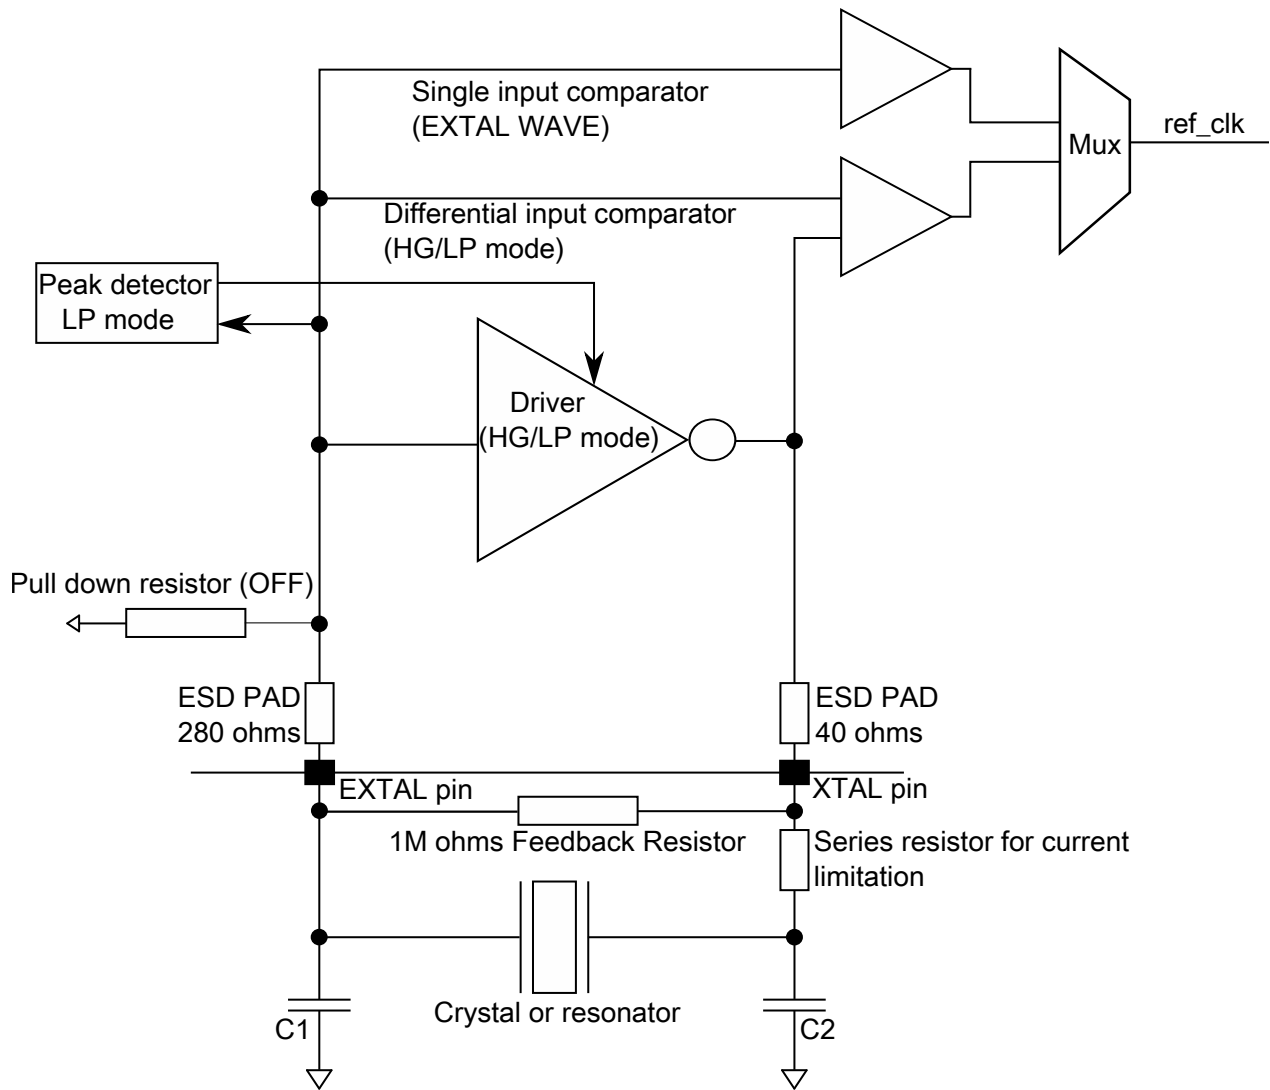 Single input comparator
(EXTAL WAVE)
ref_clk
Mux
Differential input comparator
(HG/LP mode)
Peak detector
LP mode
Driver
(HG/LP mode)
Pull down resistor (OFF)
ESD PAD
280 ohms
ESD PAD
40 ohms
EXTAL pin
XTAL pin
1M ohms Feedback Resistor
Series resistor for current
limitation
Crystal or resonator
C1
C2